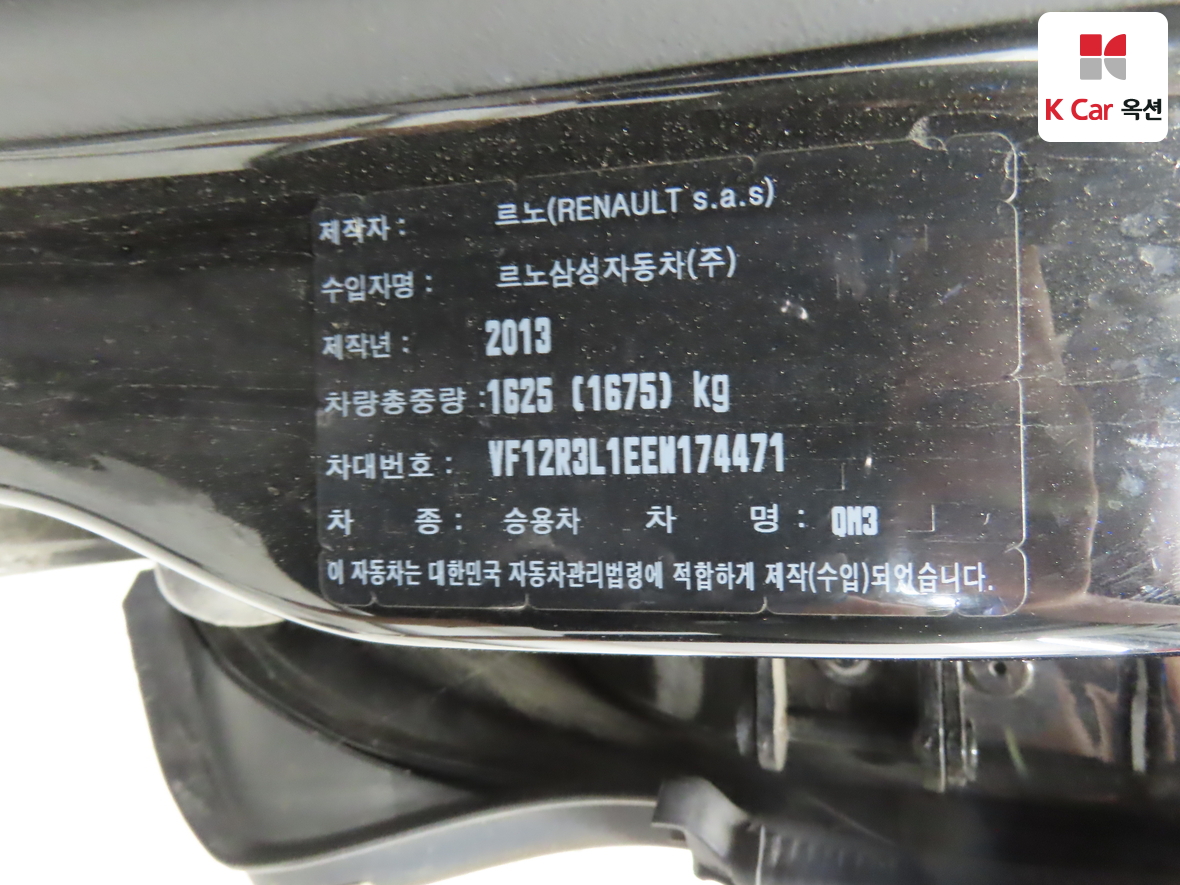 K Car 옥션
제작자 : 르노(RENAULT s.a.s)
수입자명 : 르노삼성자동차(주)
제작년 : 2013
차량총중량 : 1625 (1675) kg
차대번호 : VF12R3L1EEW174471
차 종 : 승용차 차 명 : QM3
이 자동차는 대한민국 자동차관리법령에 적합하게 제작(수입)되었습니다.